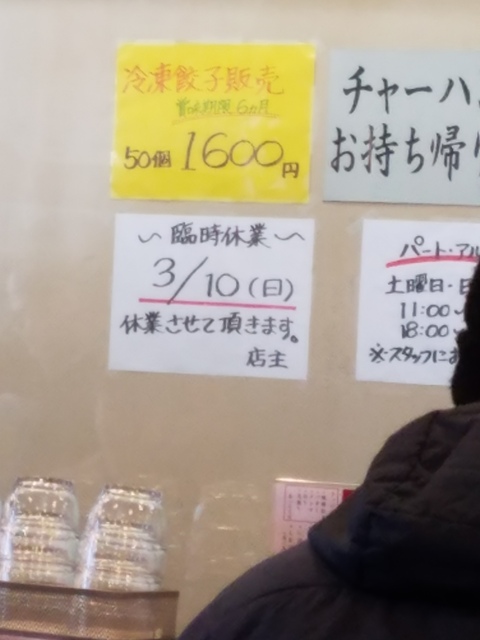 冷凍餃子販売
賞味期限6ヵ月
50個 1600円
チャーハ
お持ち帰り
〜 臨時休業 〜
3/10(日)
休業させて頂きます。
店主
パート・アル
土曜日・日
11:00〜
18:00〜
※スタッフにお